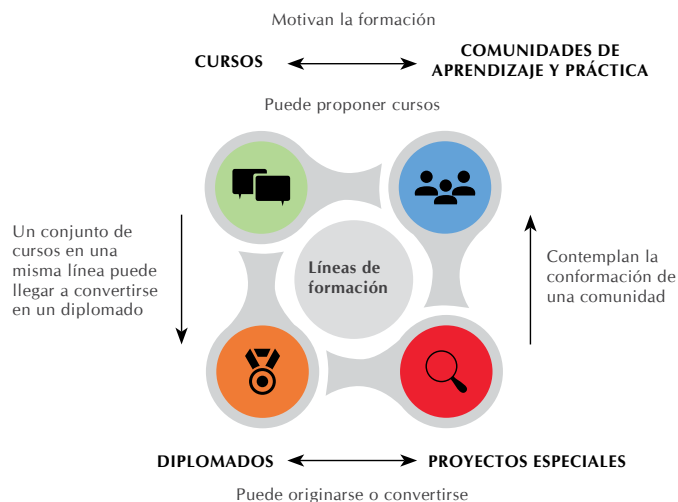 Motivan la formación
CURSOS
COMUNIDADES DE
APRENDIZAJE Y PRÁCTICA
Puede proponer cursos
Un conjunto de
cursos en una
misma línea puede
llegar a convertirse
en un diplomado
Líneas de
formación
Contemplan la
conformación de
una comunidad
DIPLOMADOS
PROYECTOS ESPECIALES
Puede originarse o convertirse